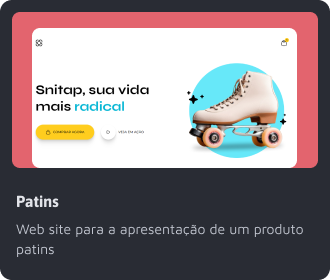 Snitap, sua vida
mais radical
COMPRAR AGORA
VEJA EM AÇÃO
Patins
Web site para a apresentação de um produto
patins